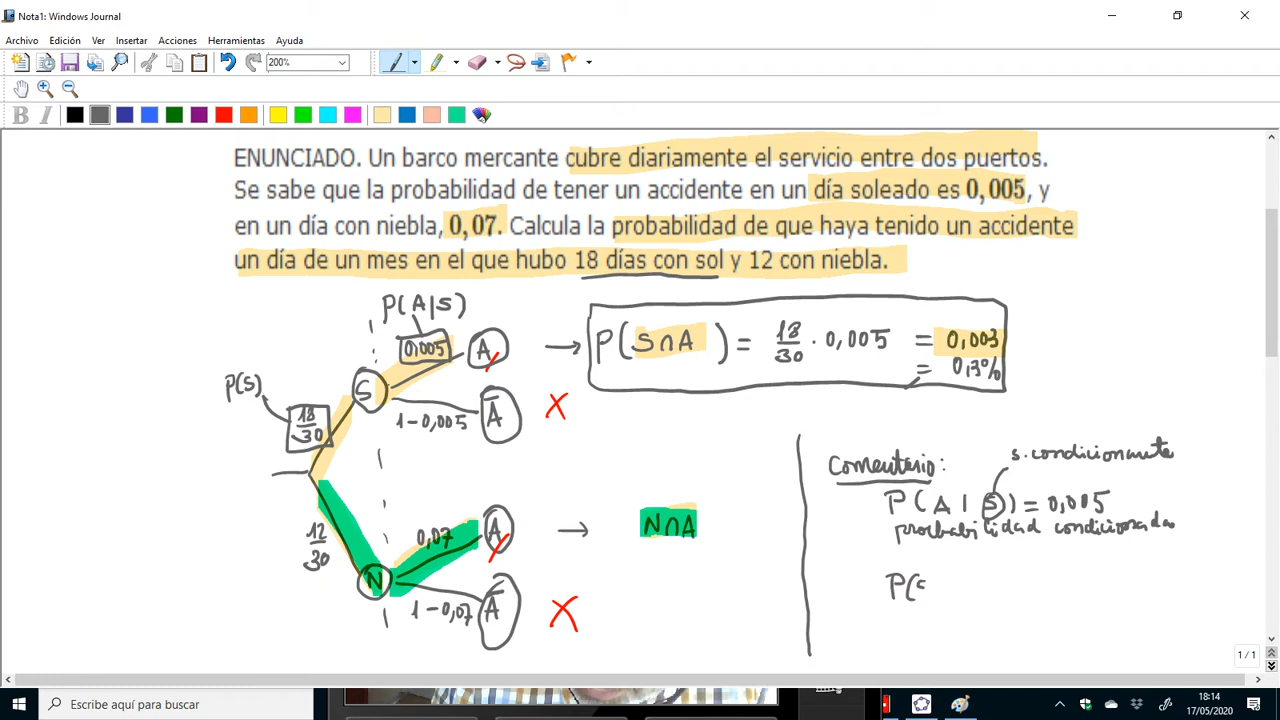 Nota1: Windows Journal
Archivo Edición Ver Insertar Acciones Herramientas Ayuda
200%
B I
ENUNCIADO. Un barco mercante cubre diariamente el servicio entre dos puertos.
Se sabe que la probabilidad de tener un accidente en un día soleado es 0,005, y
en un día con niebla, 0,07. Calcula la probabilidad de que haya tenido un accidente
un día de un mes en el que hubo 18 días con sol y 12 con niebla.
P(A|S)
0,005 A → P(S∩A) = 18/30 · 0,005 = 0,003
= 0,3%
P(S)
S
18/30
1-0,005 Ā X
Comentario: s. condicionante
P(A|S) = 0,005
probabilidad condicionadas
12/30
N
0,07 A → N∩A
1-0,07 Ā X
P(
1 / 1
Escribe aquí para buscar
18:14
17/05/2020